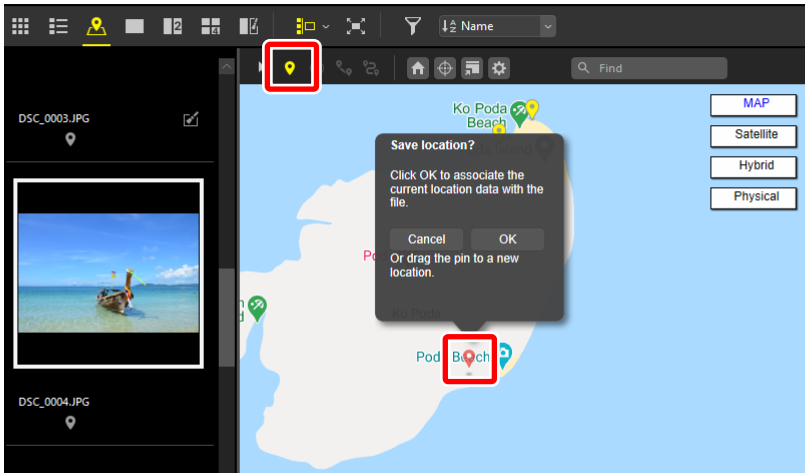 2
4
A
Z
Name
Find
DSC_0003.JPG
Ko Poda
Beach
MAP
Satellite
Hybrid
Physical
Save location?
Click OK to associate the
current location data with the
file.
Cancel
OK
Or drag the pin to a new
location.
Ko Poda
Beach
DSC_0004.JPG